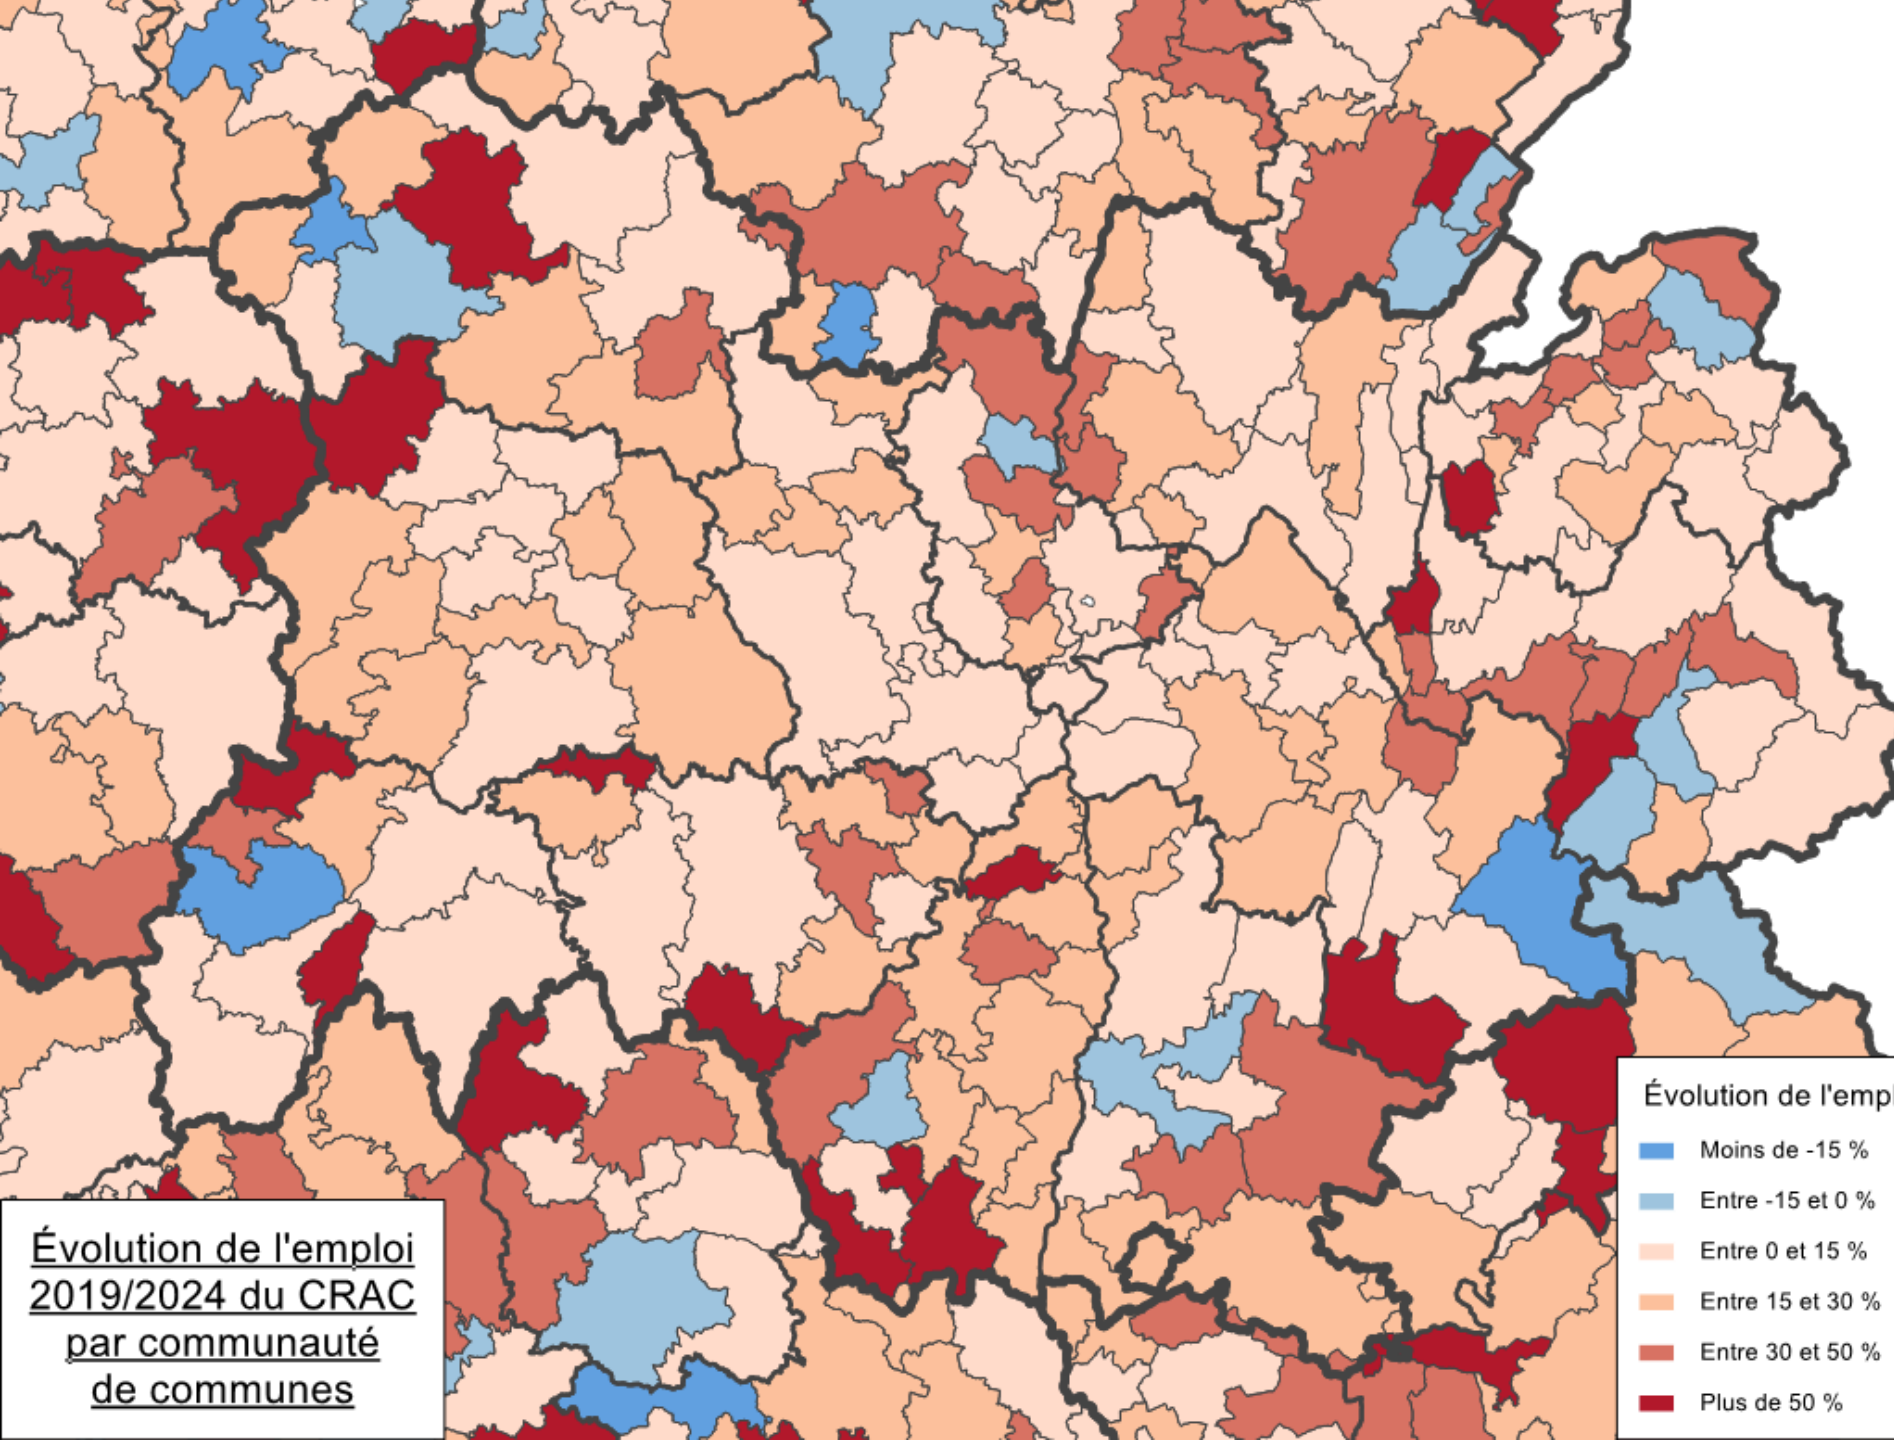 Évolution de l'emploi
2019/2024 du CRAC
par communauté
de communes
Évolution de l'empl
Moins de -15 %
Entre -15 et 0 %
Entre 0 et 15 %
Entre 15 et 30 %
Entre 30 et 50 %
Plus de 50 %